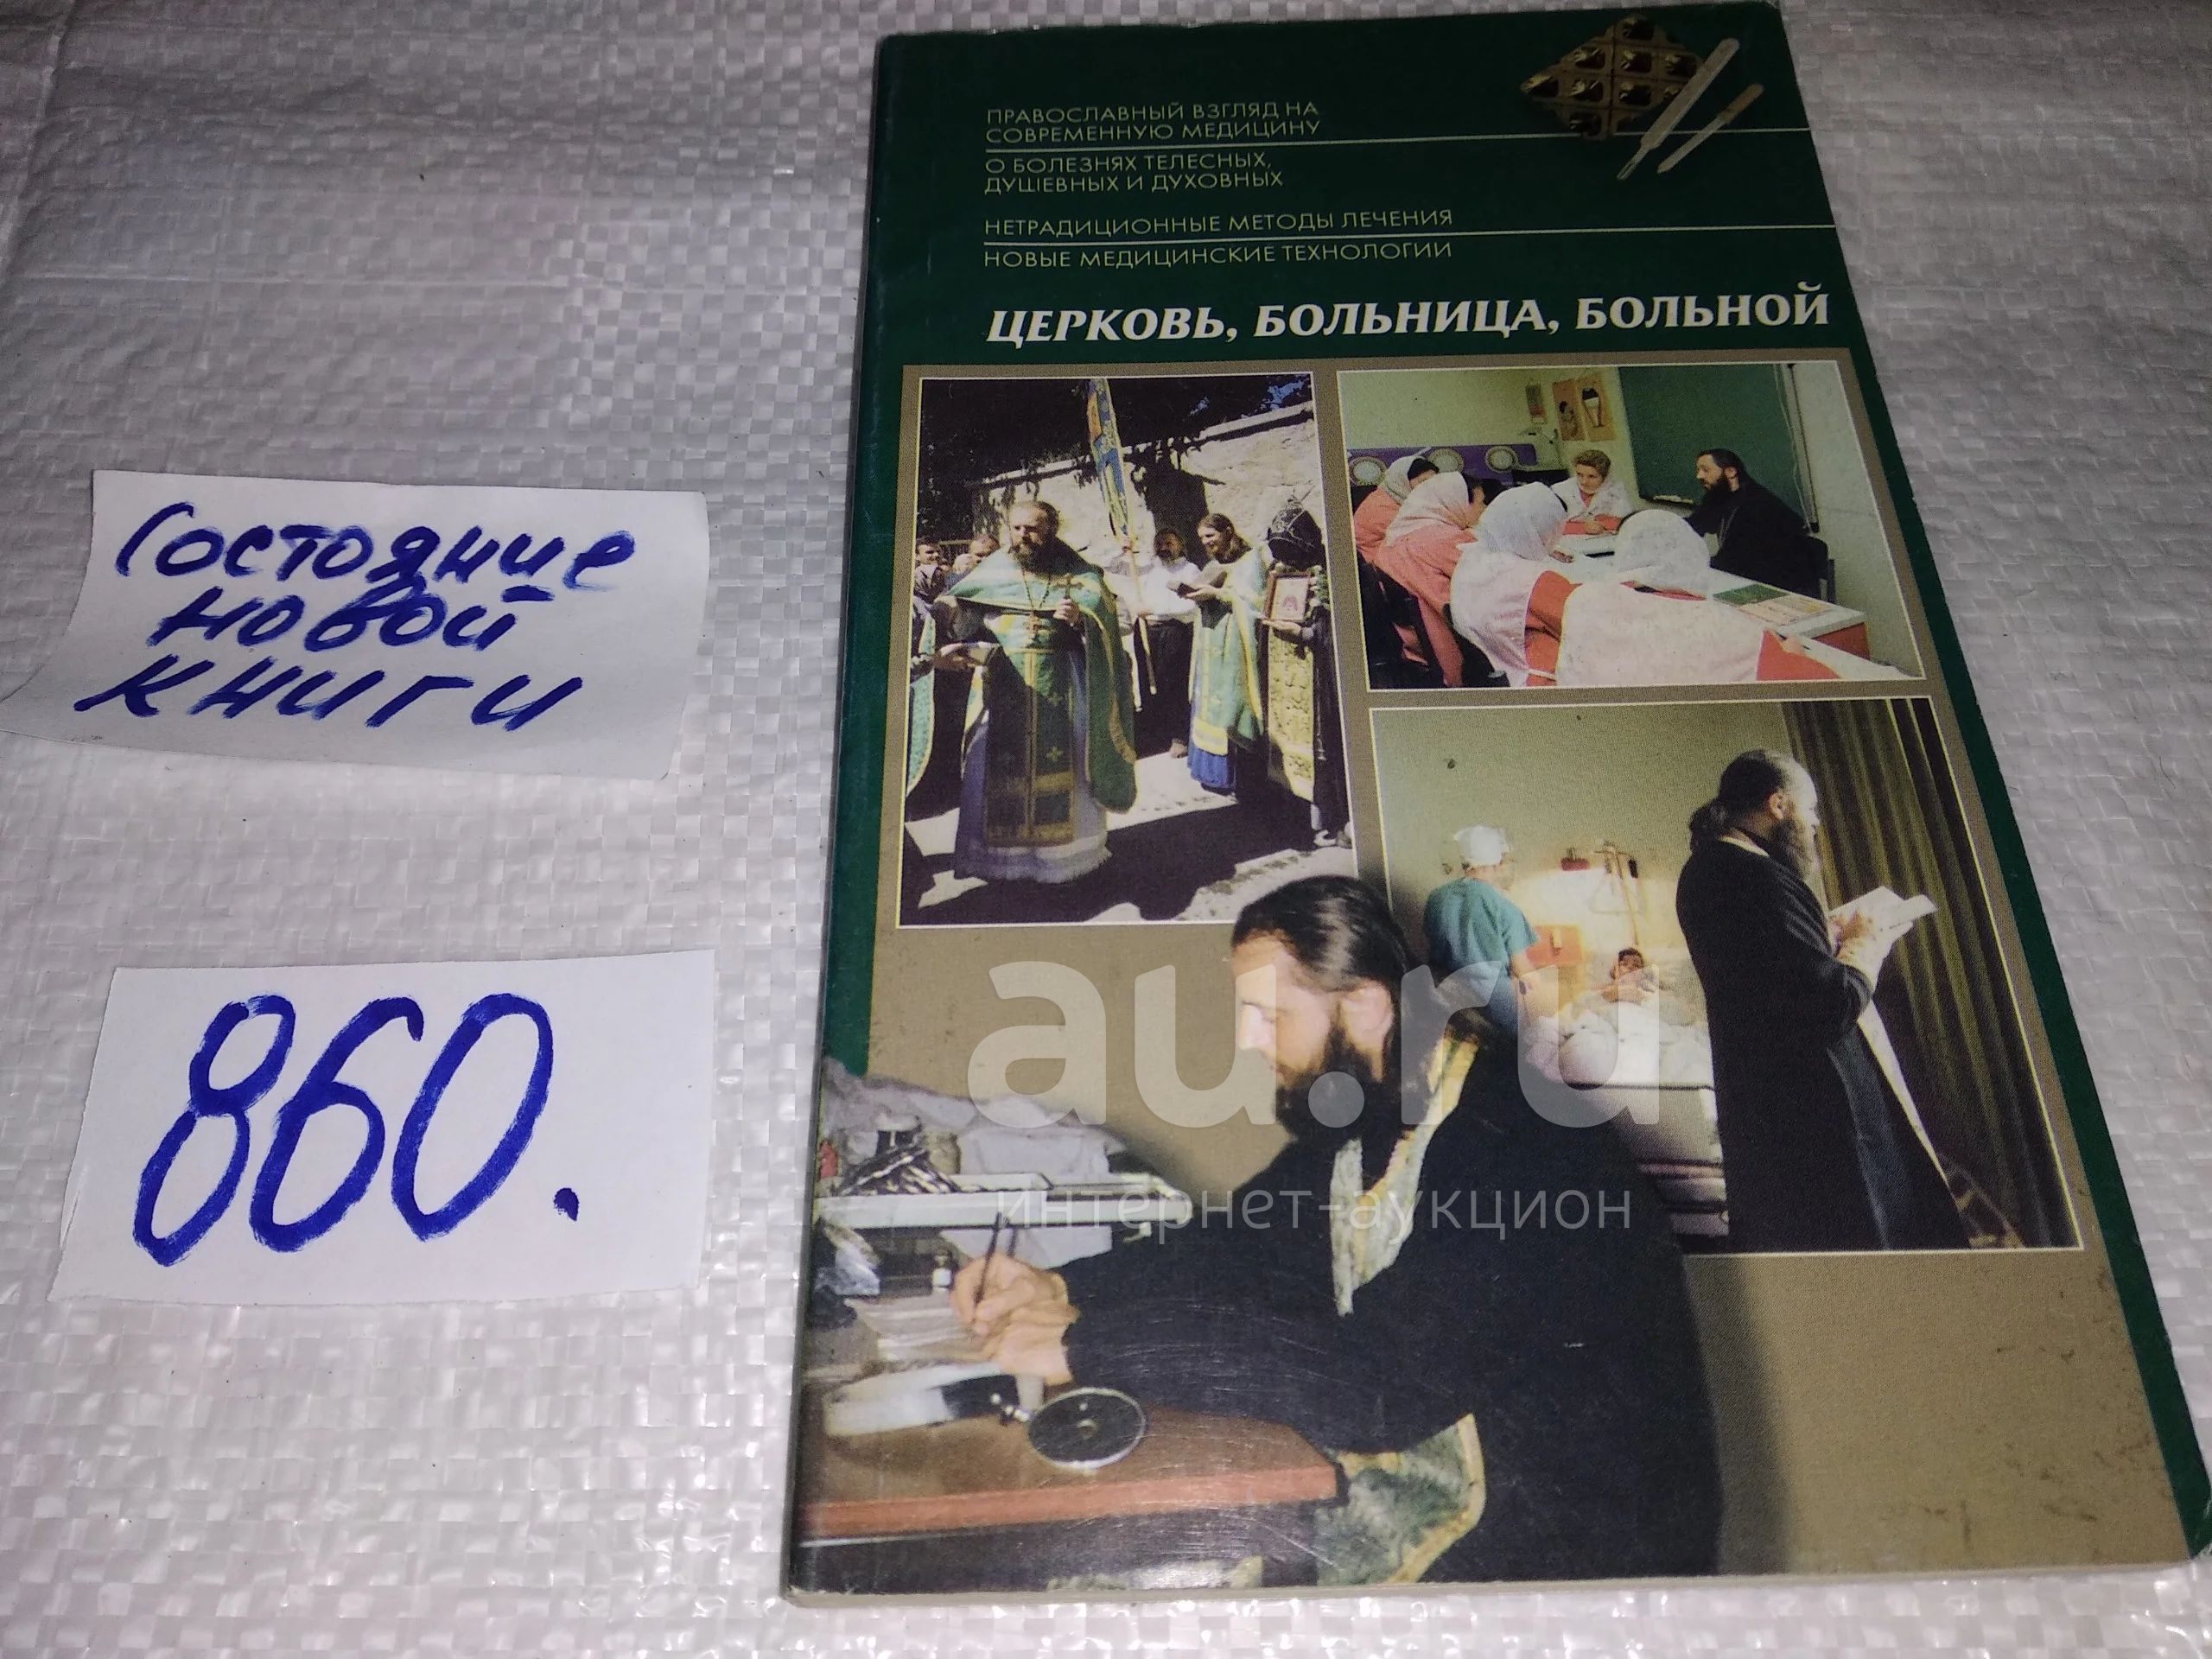 ПРАВОСЛАВНЫЙ ВЗГЛЯД НА
СОВРЕМЕННУЮ МЕДИЦИНУ
О БОЛЕЗНЯХ ТЕЛЕСНЫХ,
ДУШЕВНЫХ И ДУХОВНЫХ
НЕТРАДИЦИОННЫЕ МЕТОДЫ ЛЕЧЕНИЯ
НОВЫЕ МЕДИЦИНСКИЕ ТЕХНОЛОГИИ
ЦЕРКОВЬ, БОЛЬНИЦА, БОЛЬНОЙ
Состояние
новой
книги
860.
au.ru
интернет-аукцион